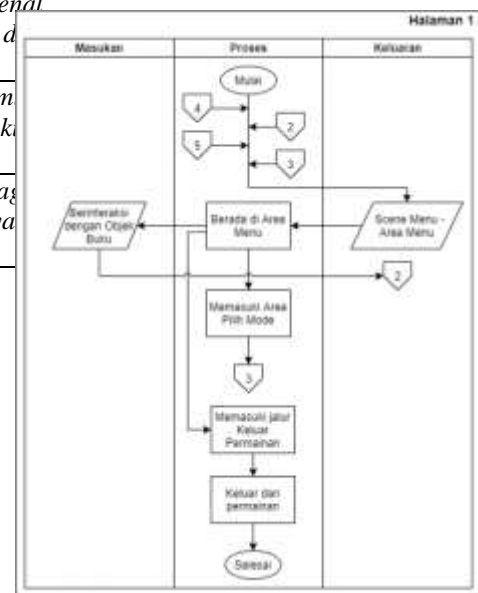 Halaman 1
Masukan
Proses
Keluaran
Mulai
4
2
5
3
Berinteraksi
dengan Objek
Buku
Berada di Area
Menu
Scene Menu -
Area Menu
2
Memasuki Area
Pilih Mode
3
Memasuki jalur
Keluar
Permainan
Keluar dari
permainan
Selesai